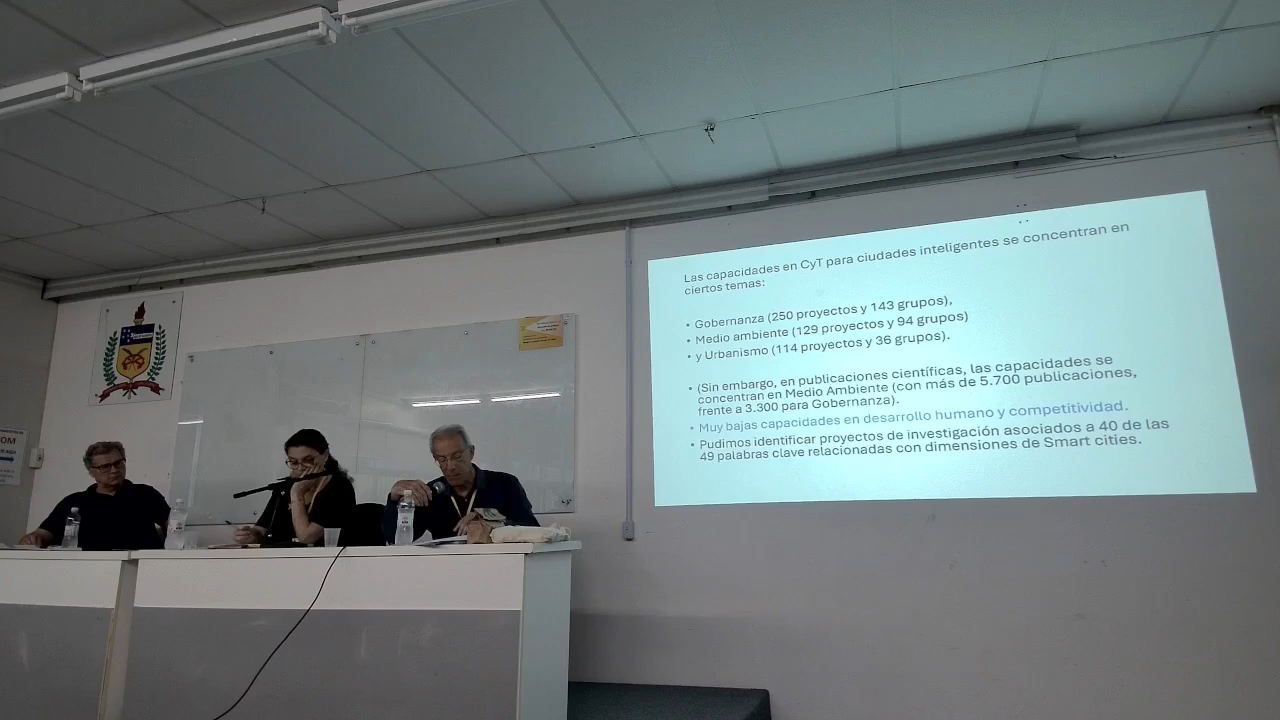 Las capacidades en CyT para ciudades inteligentes se concentran en
ciertos temas:
• Gobernanza (250 proyectos y 143 grupos),
• Medio ambiente (129 proyectos y 94 grupos)
• y Urbanismo (114 proyectos y 36 grupos).
• (Sin embargo, en publicaciones científicas, las capacidades se
concentran en Medio Ambiente (con más de 5.700 publicaciones,
frente a 3.300 para Gobernanza).
• Muy bajas capacidades en desarrollo humano y competitividad.
• Pudimos identificar proyectos de investigación asociados a 40 de las
49 palabras clave relacionadas con dimensiones de Smart cities.